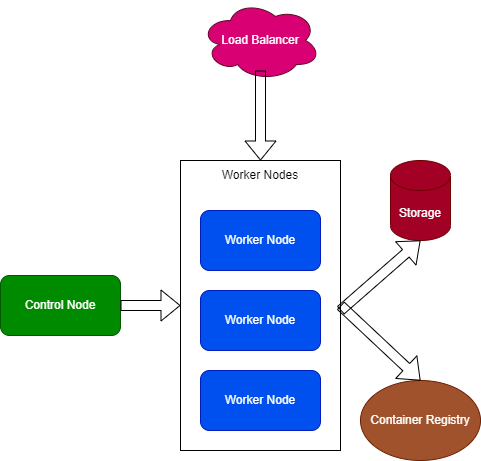 Load Balancer
Worker Nodes
Worker Node
Storage
Control Node
Worker Node
Worker Node
Container Registry